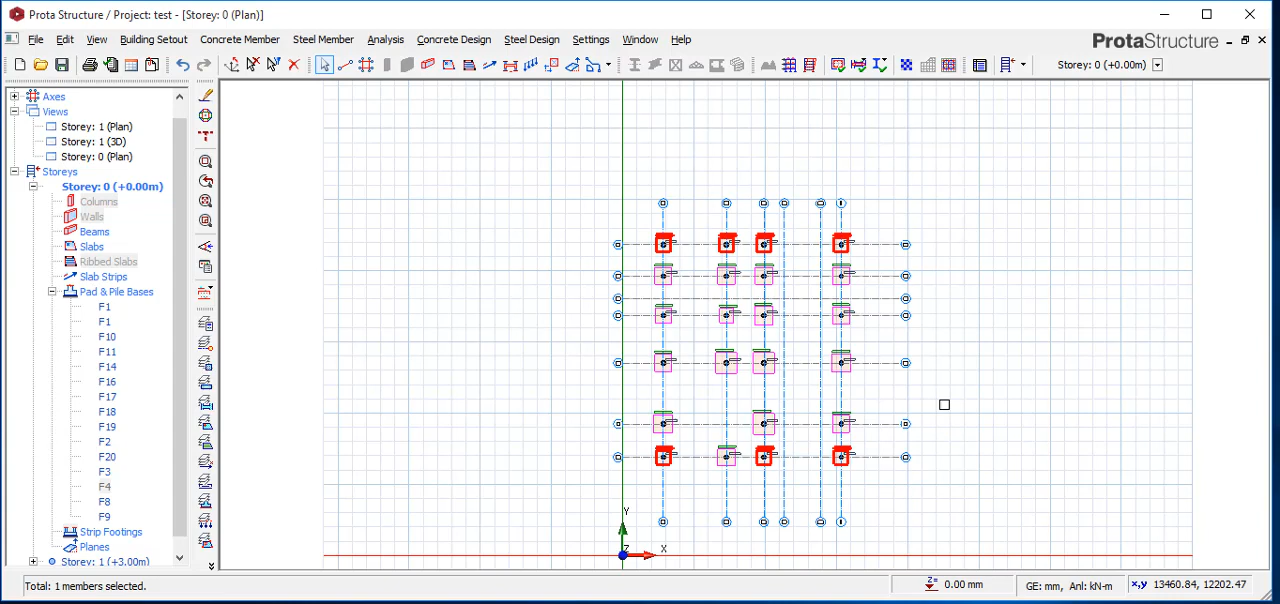 Prota Structure / Project: test - [Storey: 0 (Plan)]
File Edit View Building Setout Concrete Member Steel Member Analysis Concrete Design Steel Design Settings Window Help
ProtaStructure
Storey: 0 (+0.00m)
Axes
Views
Storey: 1 (Plan)
Storey: 1 (3D)
Storey: 0 (Plan)
Storeys
Storey: 0 (+0.00m)
Columns
Walls
Beams
Slabs
Ribbed Slabs
Slab Strips
Pad & Pile Bases
F1
F1
F10
F11
F14
F16
F17
F18
F19
F2
F20
F3
F4
F8
F9
Strip Footings
Planes
Storey: 1 (+3.00m)
Y
Z
X
Total: 1 members selected.
Z= 0.00 mm
GE: mm, Anl: kN-m
x,y 13460.84, 12202.47